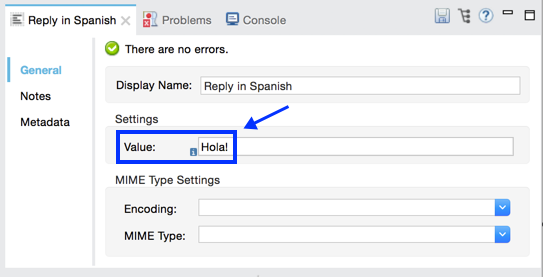 Reply in Spanish Problems Console
There are no errors.
General
Notes
Metadata
Display Name: Reply in Spanish
Settings
Value: Hola!
MIME Type Settings
Encoding:
MIME Type: